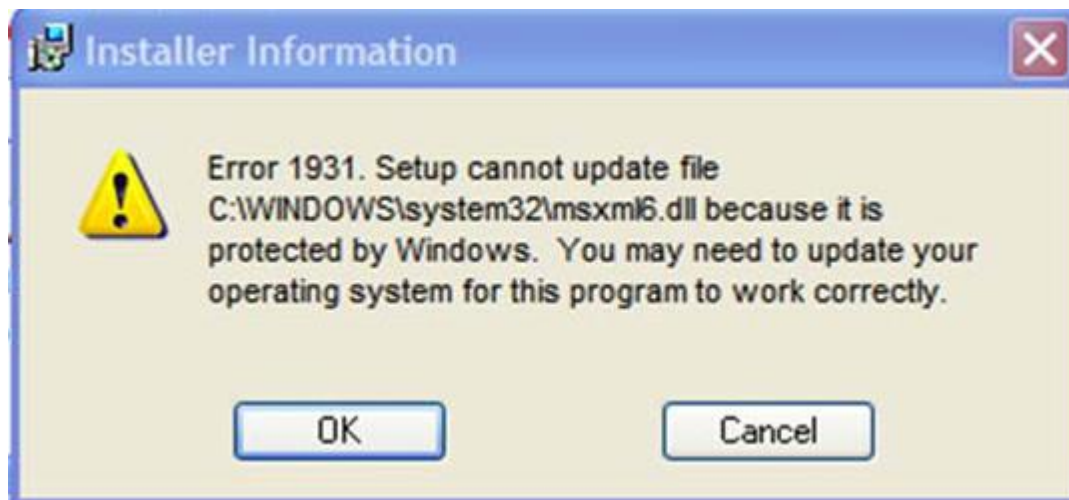 Installer Information
Error 1931. Setup cannot update file
C:\WINDOWS\system32\msxml6.dll because it is
protected by Windows.  You may need to update your
operating system for this program to work correctly.
OK
Cancel